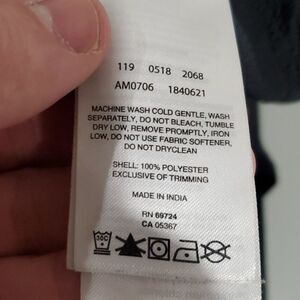 119 0518 2068
AM0706 1840621
MACHINE WASH COLD GENTLE, WASH
SEPARATELY, DO NOT BLEACH, TUMBLE
DRY LOW, REMOVE PROMPTLY, IRON
LOW, DO NOT USE FABRIC SOFTENER,
DO NOT DRYCLEAN
SHELL: 100% POLYESTER
EXCLUSIVE OF TRIMMING
MADE IN INDIA
RN 69724
CA 05367
30C